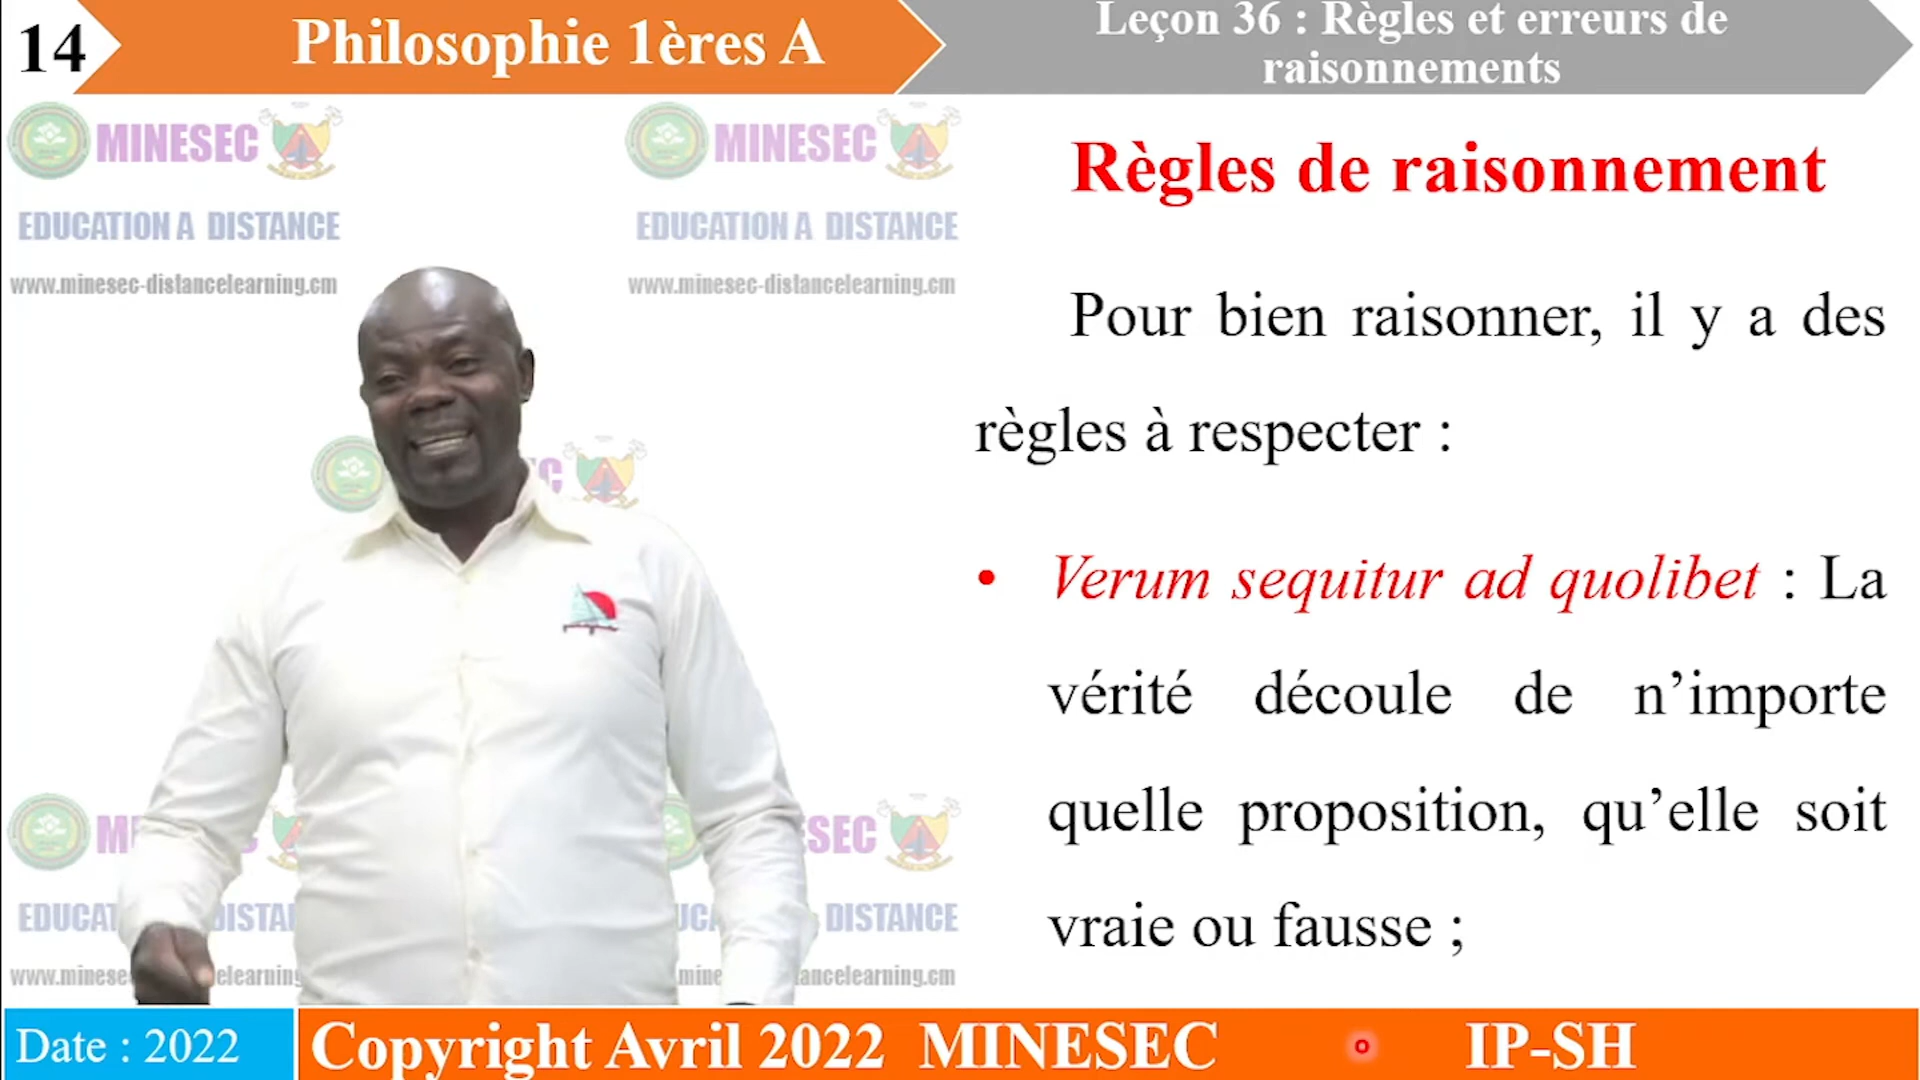 14
Philosophie 1ères A
Leçon 36 : Règles et erreurs de
raisonnements
MINESEC
EDUCATION A DISTANCE
www.minesec-distancelearning.cm
MINESEC
EDUCATION A DISTANCE
www.minesec-distancelearning.cm
Règles de raisonnement
Pour bien raisonner, il y a des
règles à respecter :
• Verum sequitur ad quolibet : La
vérité découle de n’importe
quelle proposition, qu’elle soit
vraie ou fausse ;
Date : 2022
Copyright Avril 2022 MINESEC
IP-SH